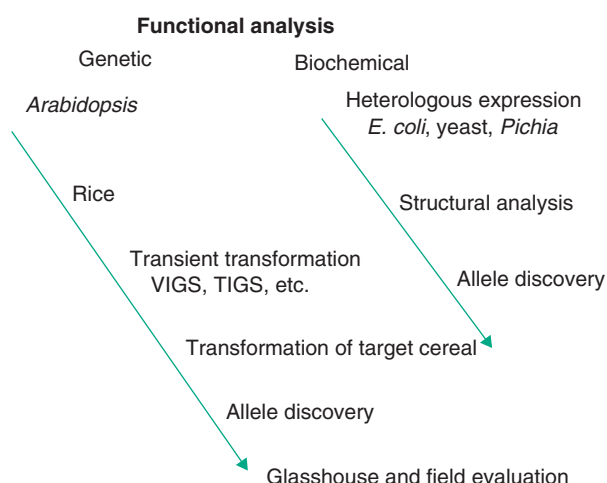 Functional analysis
Genetic
Biochemical
Arabidopsis
Heterologous expression
E. coli, yeast, Pichia
Rice
Structural analysis
Transient transformation
VIGS, TIGS, etc.
Allele discovery
Transformation of target cereal
Allele discovery
Glasshouse and field evaluation